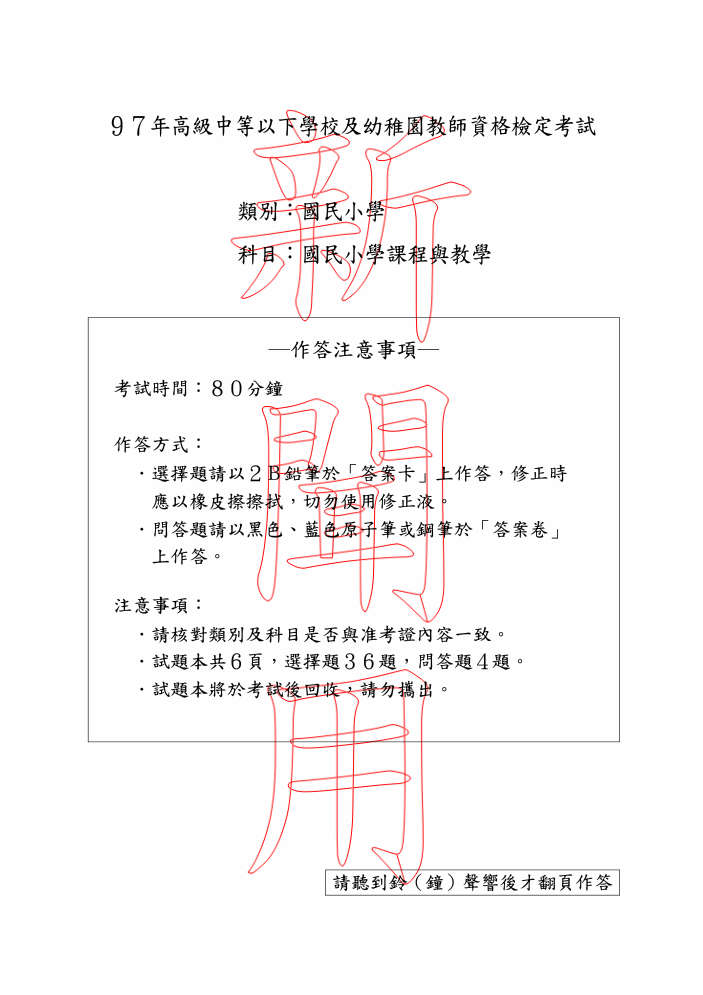 ９７年高級中等以下學校及幼稚園教師資格檢定考試
類別：國民小學
科目：國民小學課程與教學
—作答注意事項—
考試時間：８０分鐘
作答方式：
．選擇題請以２Ｂ鉛筆於「答案卡」上作答，修正時
應以橡皮擦擦拭，切勿使用修正液。
．問答題請以黑色、藍色原子筆或鋼筆於「答案卷」
上作答。
注意事項：
．請核對類別及科目是否與准考證內容一致。
．試題本共６頁，選擇題３６題，問答題４題。
．試題本將於考試後回收，請勿攜出。
請聽到鈴（鐘）聲響後才翻頁作答
新聞用